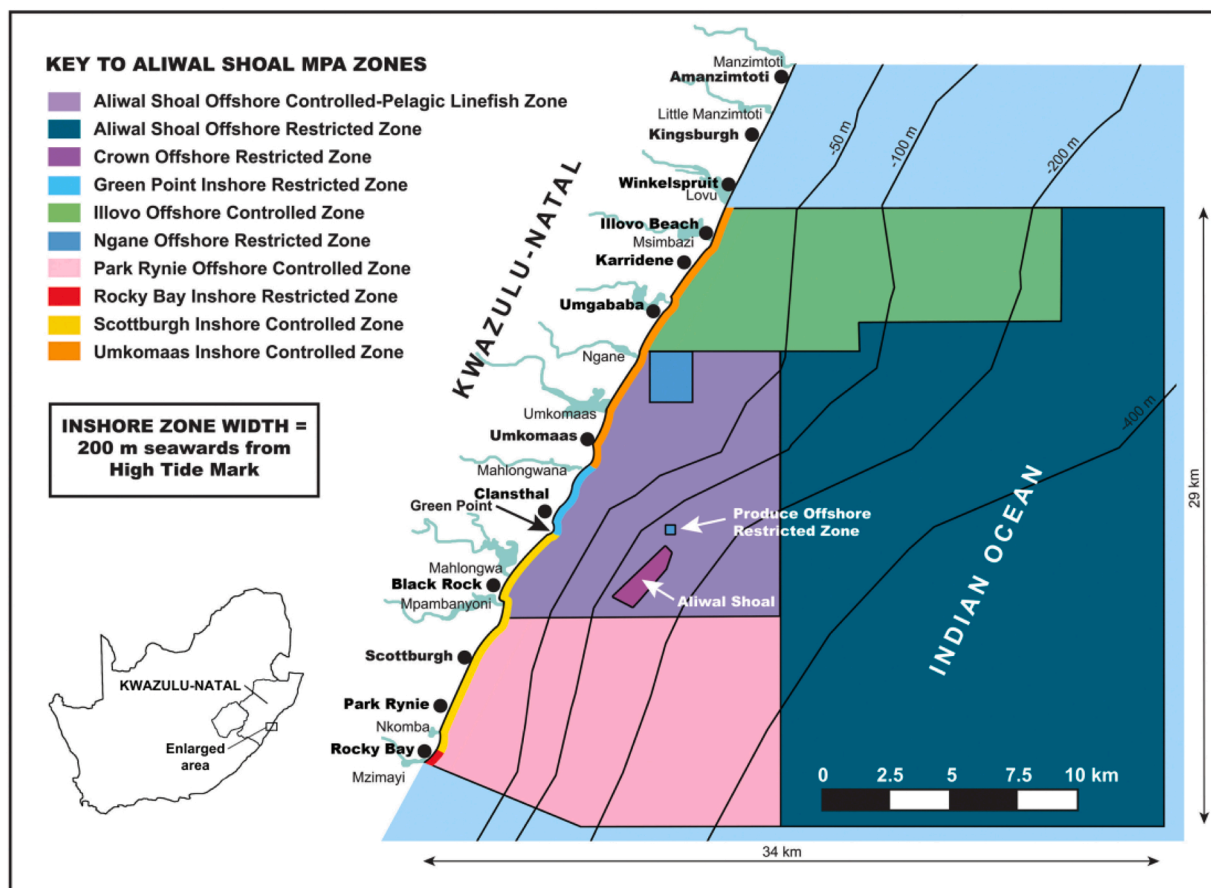 KEY TO ALIWAL SHOAL MPA ZONES
Aliwal Shoal Offshore Controlled-Pelagic Linefish Zone
Aliwal Shoal Offshore Restricted Zone
Crown Offshore Restricted Zone
Green Point Inshore Restricted Zone
Illovo Offshore Controlled Zone
Ngane Offshore Restricted Zone
Park Rynie Offshore Controlled Zone
Rocky Bay Inshore Restricted Zone
Scottburgh Inshore Controlled Zone
Umkomaas Inshore Controlled Zone
INSHORE ZONE WIDTH =
200 m seawards from
High Tide Mark
KWAZULU-NATAL
Manzimtoti
Amanzimtoti
Little Manzimtoti
Kingsburgh
Winkelspruit
Lovu
Illovo Beach
Msimbazi
Karridene
Umgababa
Ngane
Umkomaas
Umkomaas
Mahlongwana
Clansthal
Green Point
Mahlongwa
Black Rock
Mpambanyoni
Scottburgh
Park Rynie
Nkomba
Rocky Bay
Mzimayi
-50 m
-100 m
-200 m
-400 m
Produce Offshore
Restricted Zone
Aliwal Shoal
INDIAN OCEAN
0 2.5 5 7.5 10 km
29 km
34 km
KWAZULU-NATAL
Enlarged
area